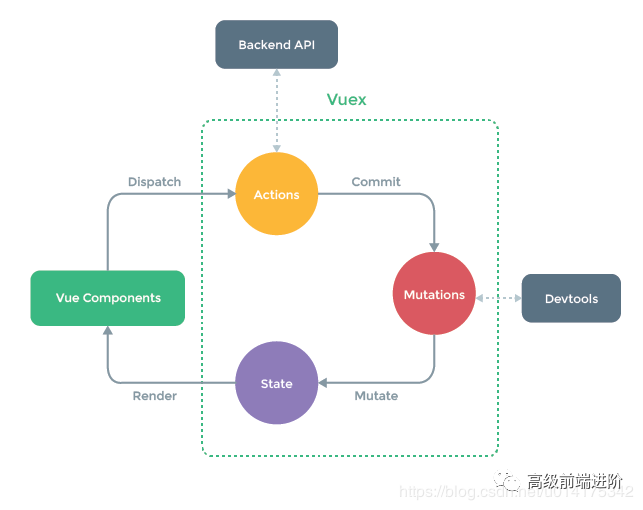 Backend API
Vuex
Dispatch
Actions
Commit
Vue Components
Mutations
Devtools
State
Render
Mutate
高级前端进阶
https://blog.csdn.net/u014175342